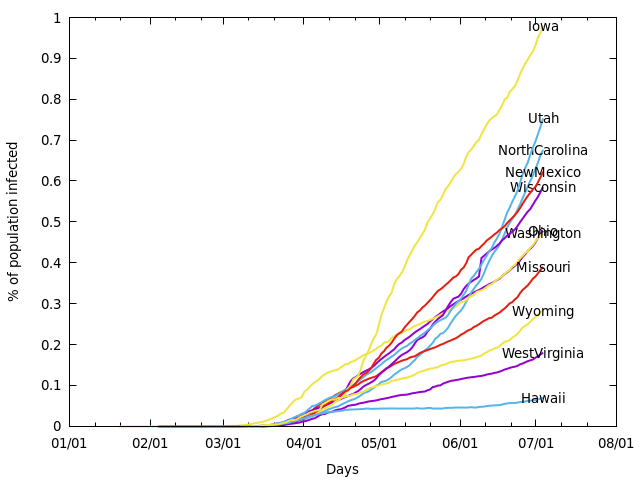 1
Iowa
0.9
0.8
Utah
0.7
NorthCarolina
NewMexico
0.6
Wisconsin
0.5
Ohio
Washington
0.4
Missouri
0.3
Wyoming
0.2
WestVirginia
0.1
Hawaii
0
% of population infected
01/01 02/01 03/01 04/01 05/01 06/01 07/01 08/01
Days